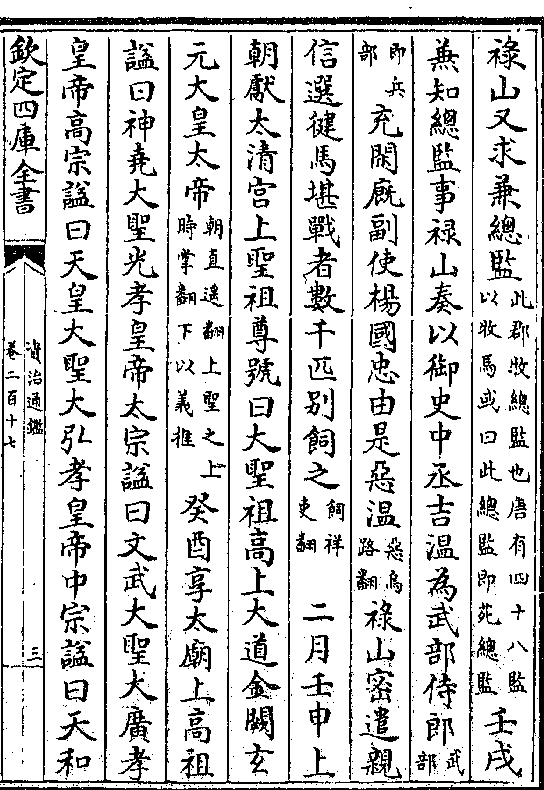 祿山又求兼總監此郡牧總監也唐有四十八監以牧馬或曰此總監即苑總監壬戌
兼知總監事禄山奏以御史中丞吉溫為武部侍郎武部
即兵部充閑廐副使楊國忠由是惡溫惡烏路翻禄山密遣親
信選健馬堪戰者數千匹别飼之飼祥吏翻二月壬申上
朝獻太清宫上聖祖尊號曰大聖祖高上大道金闕玄
元大皇太帝朝直遥翻上聖之上時掌翻下以義推癸酉享太廟上高祖
諡曰神堯大聖光孝皇帝太宗諡曰文武大聖大廣孝
皇帝高宗諡曰天皇大聖大弘孝皇帝中宗諡曰天和
欽定四庫全書
資治通鑑
卷二百十七
三